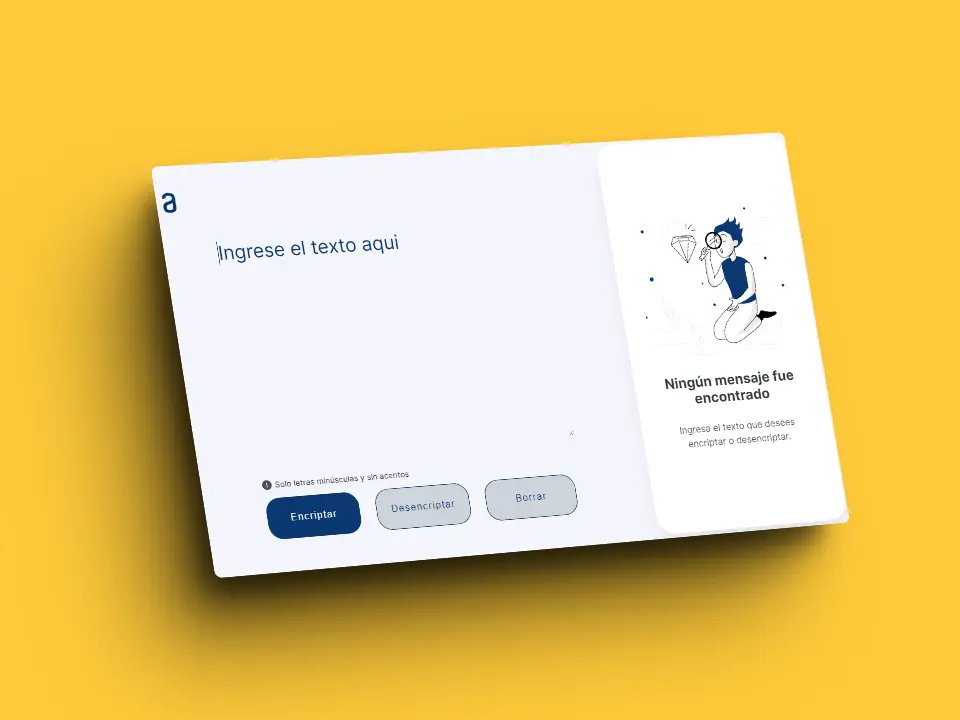 a
Ingrese el texto aqui
Solo letras minúsculas y sin acentos
Encriptar
Desencriptar
Borrar
Ningún mensaje fue
encontrado
Ingresa el texto que desees
encriptar o desencriptar.